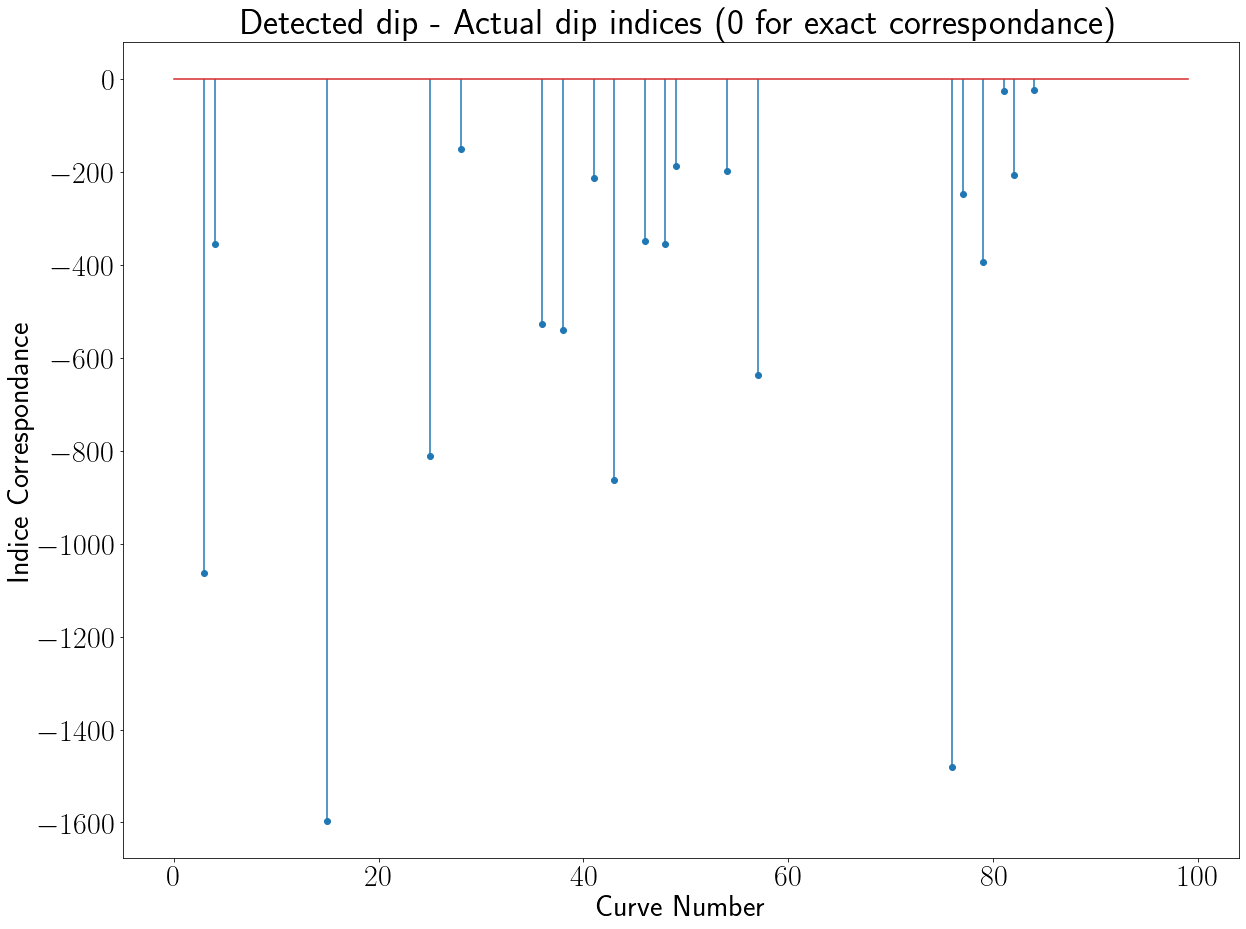 Detected dip - Actual dip indices (0 for exact correspondance)
Indice Correspondance
0
−200
−400
−600
−800
−1000
−1200
−1400
−1600
0 20 40 60 80 100
Curve Number